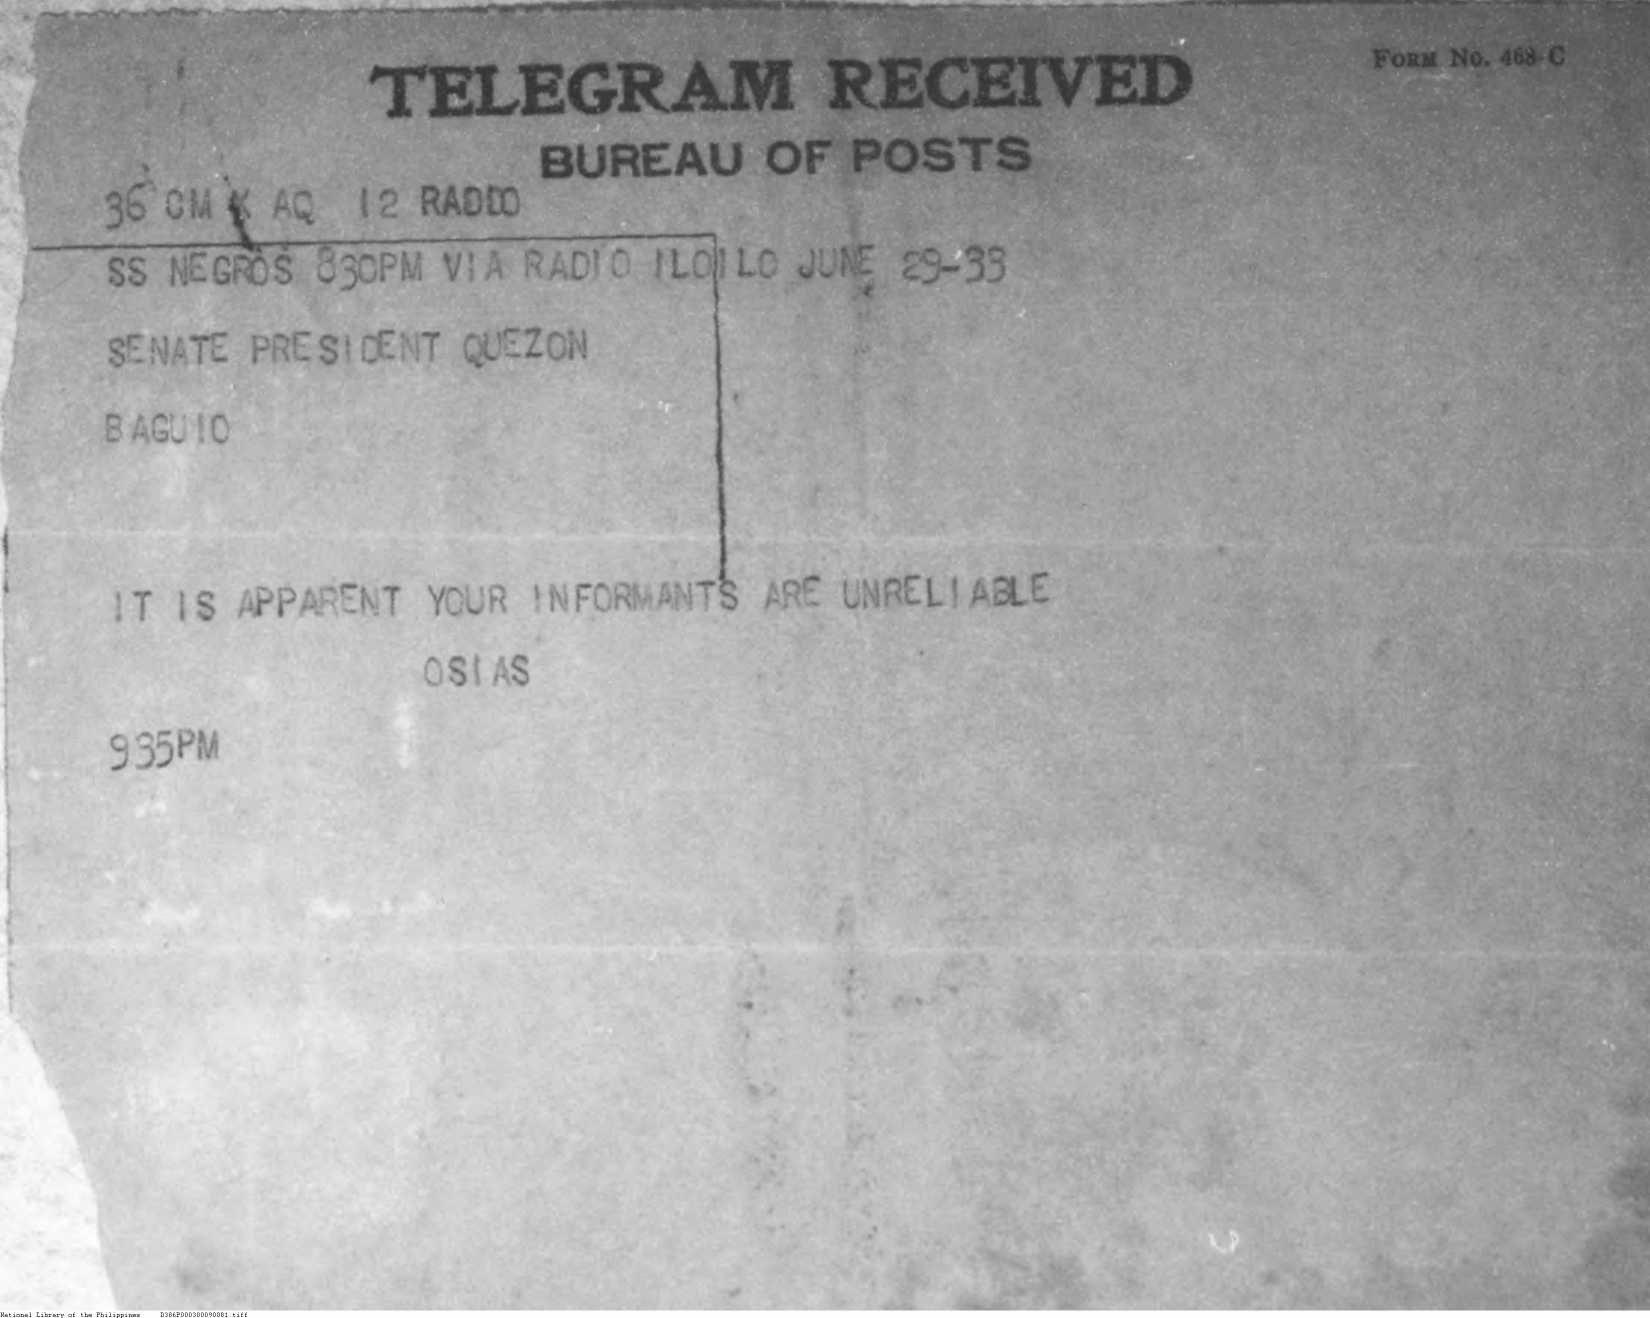 FORM NO. 468-C
TELEGRAM RECEIVED
BUREAU OF POSTS
36 CM K AQ 12 RADIO
SS NEGROS 830PM VIA RADIO ILOILO JUNE 29-33
SENATE PRESIDENT QUEZON
BAGUIO
IT IS APPARENT YOUR INFORMANTS ARE UNRELIABLE
OSIAS
935PM
National Library of the Philippines D386P000300090081.tiff